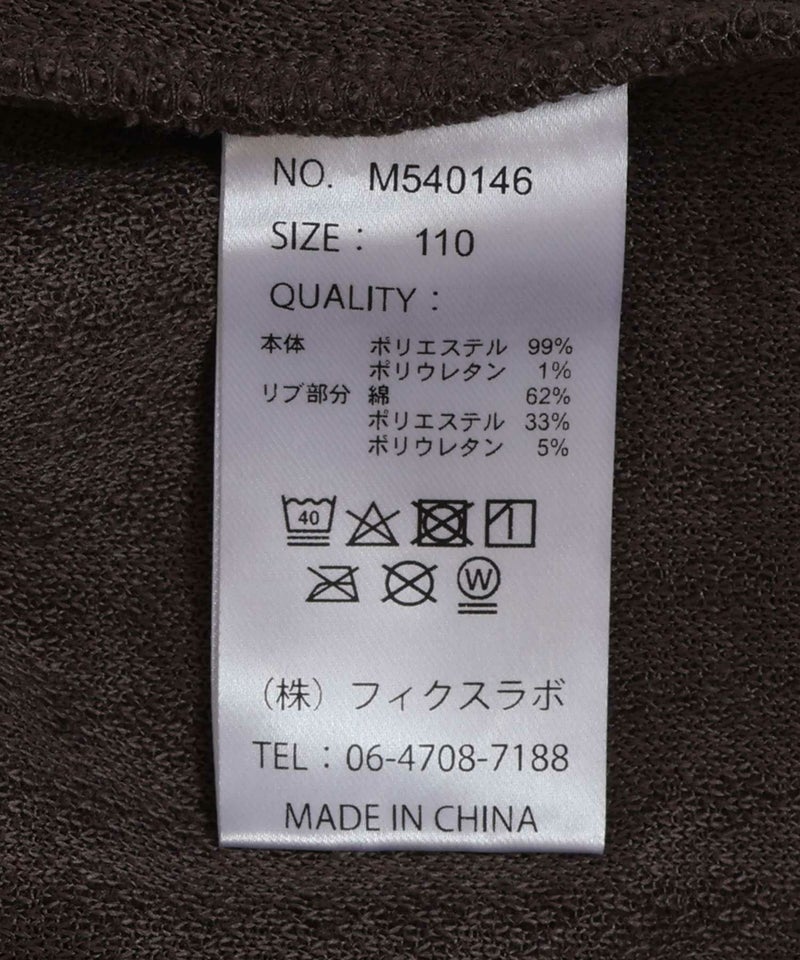 NO. M540146
SIZE : 110
QUALITY :
本体 ポリエステル 99%
ポリウレタン 1%
リブ部分 綿 62%
ポリエステル 33%
ポリウレタン 5%
40
W
（株）フィクスラボ
TEL : 06-4708-7188
MADE IN CHINA